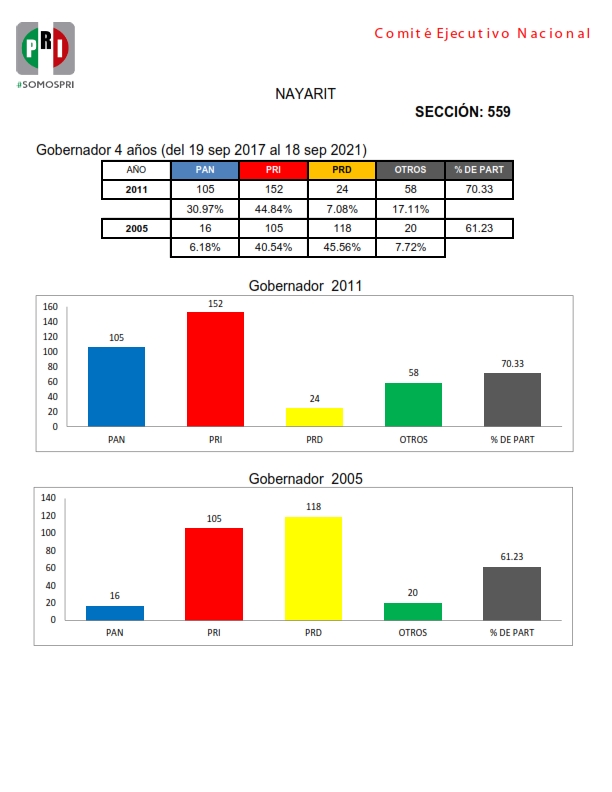 Comité Ejecutivo Nacional
PRI
#SOMOSPRI
NAYARIT
SECCIÓN: 559
Gobernador 4 años (del 19 sep 2017 al 18 sep 2021)
AÑO PAN PRI PRD OTROS % DE PART
2011 105 152 24 58 70.33
30.97% 44.84% 7.08% 17.11%
2005 16 105 118 20 61.23
6.18% 40.54% 45.56% 7.72%
Gobernador 2011
160
140
120
100
80
60
40
20
0
105 152 24 58 70.33
PAN PRI PRD OTROS % DE PART
Gobernador 2005
140
120
100
80
60
40
20
0
16 105 118 20 61.23
PAN PRI PRD OTROS % DE PART